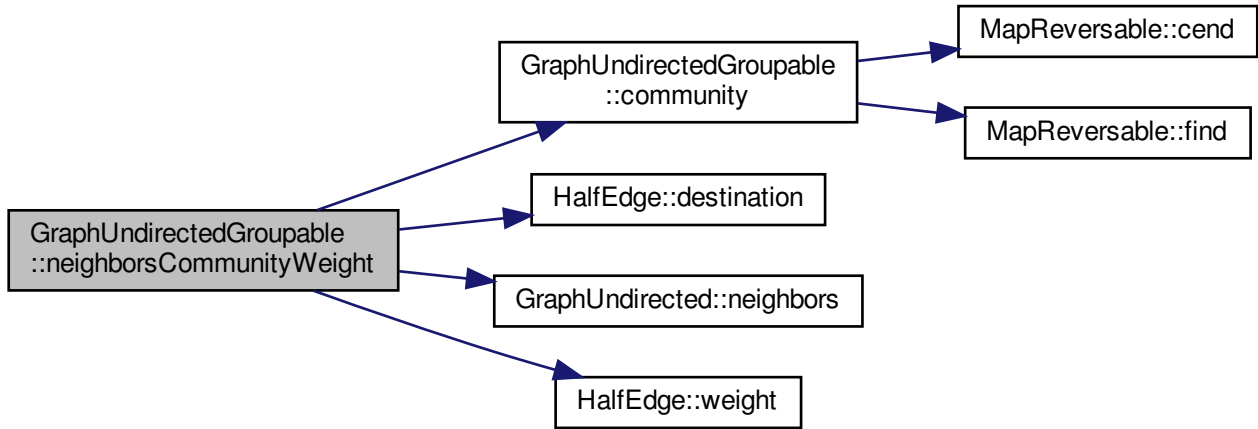 GraphUndirectedGroupable
::neighborsCommunityWeight
GraphUndirectedGroupable
::community
MapReversable::cend
MapReversable::find
HalfEdge::destination
GraphUndirected::neighbors
HalfEdge::weight